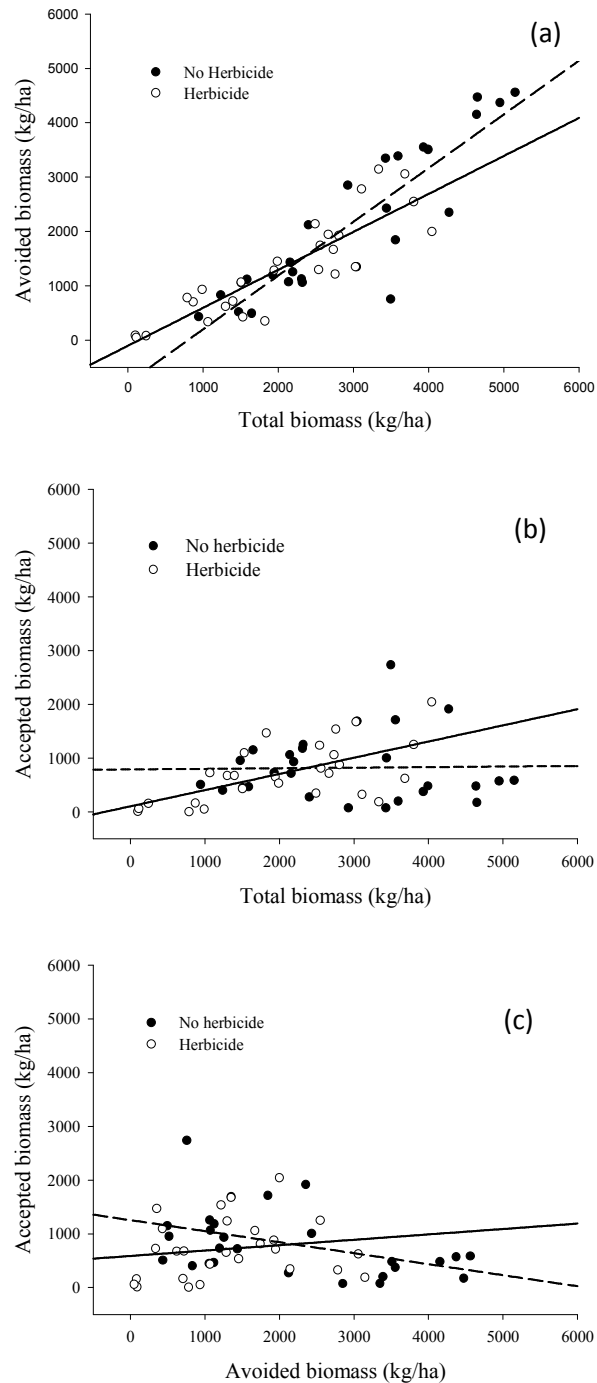 (a)
6000
5000
4000
3000
2000
1000
0
Avoided biomass (kg/ha)
No Herbicide
Herbicide
0 1000 2000 3000 4000 5000 6000
Total biomass (kg/ha)
(b)
6000
5000
4000
3000
2000
1000
0
Accepted biomass (kg/ha)
No herbicide
Herbicide
0 1000 2000 3000 4000 5000 6000
Total biomass (kg/ha)
(c)
6000
5000
4000
3000
2000
1000
0
Accepted biomass (kg/ha)
No herbicide
Herbicide
0 1000 2000 3000 4000 5000 6000
Avoided biomass (kg/ha)